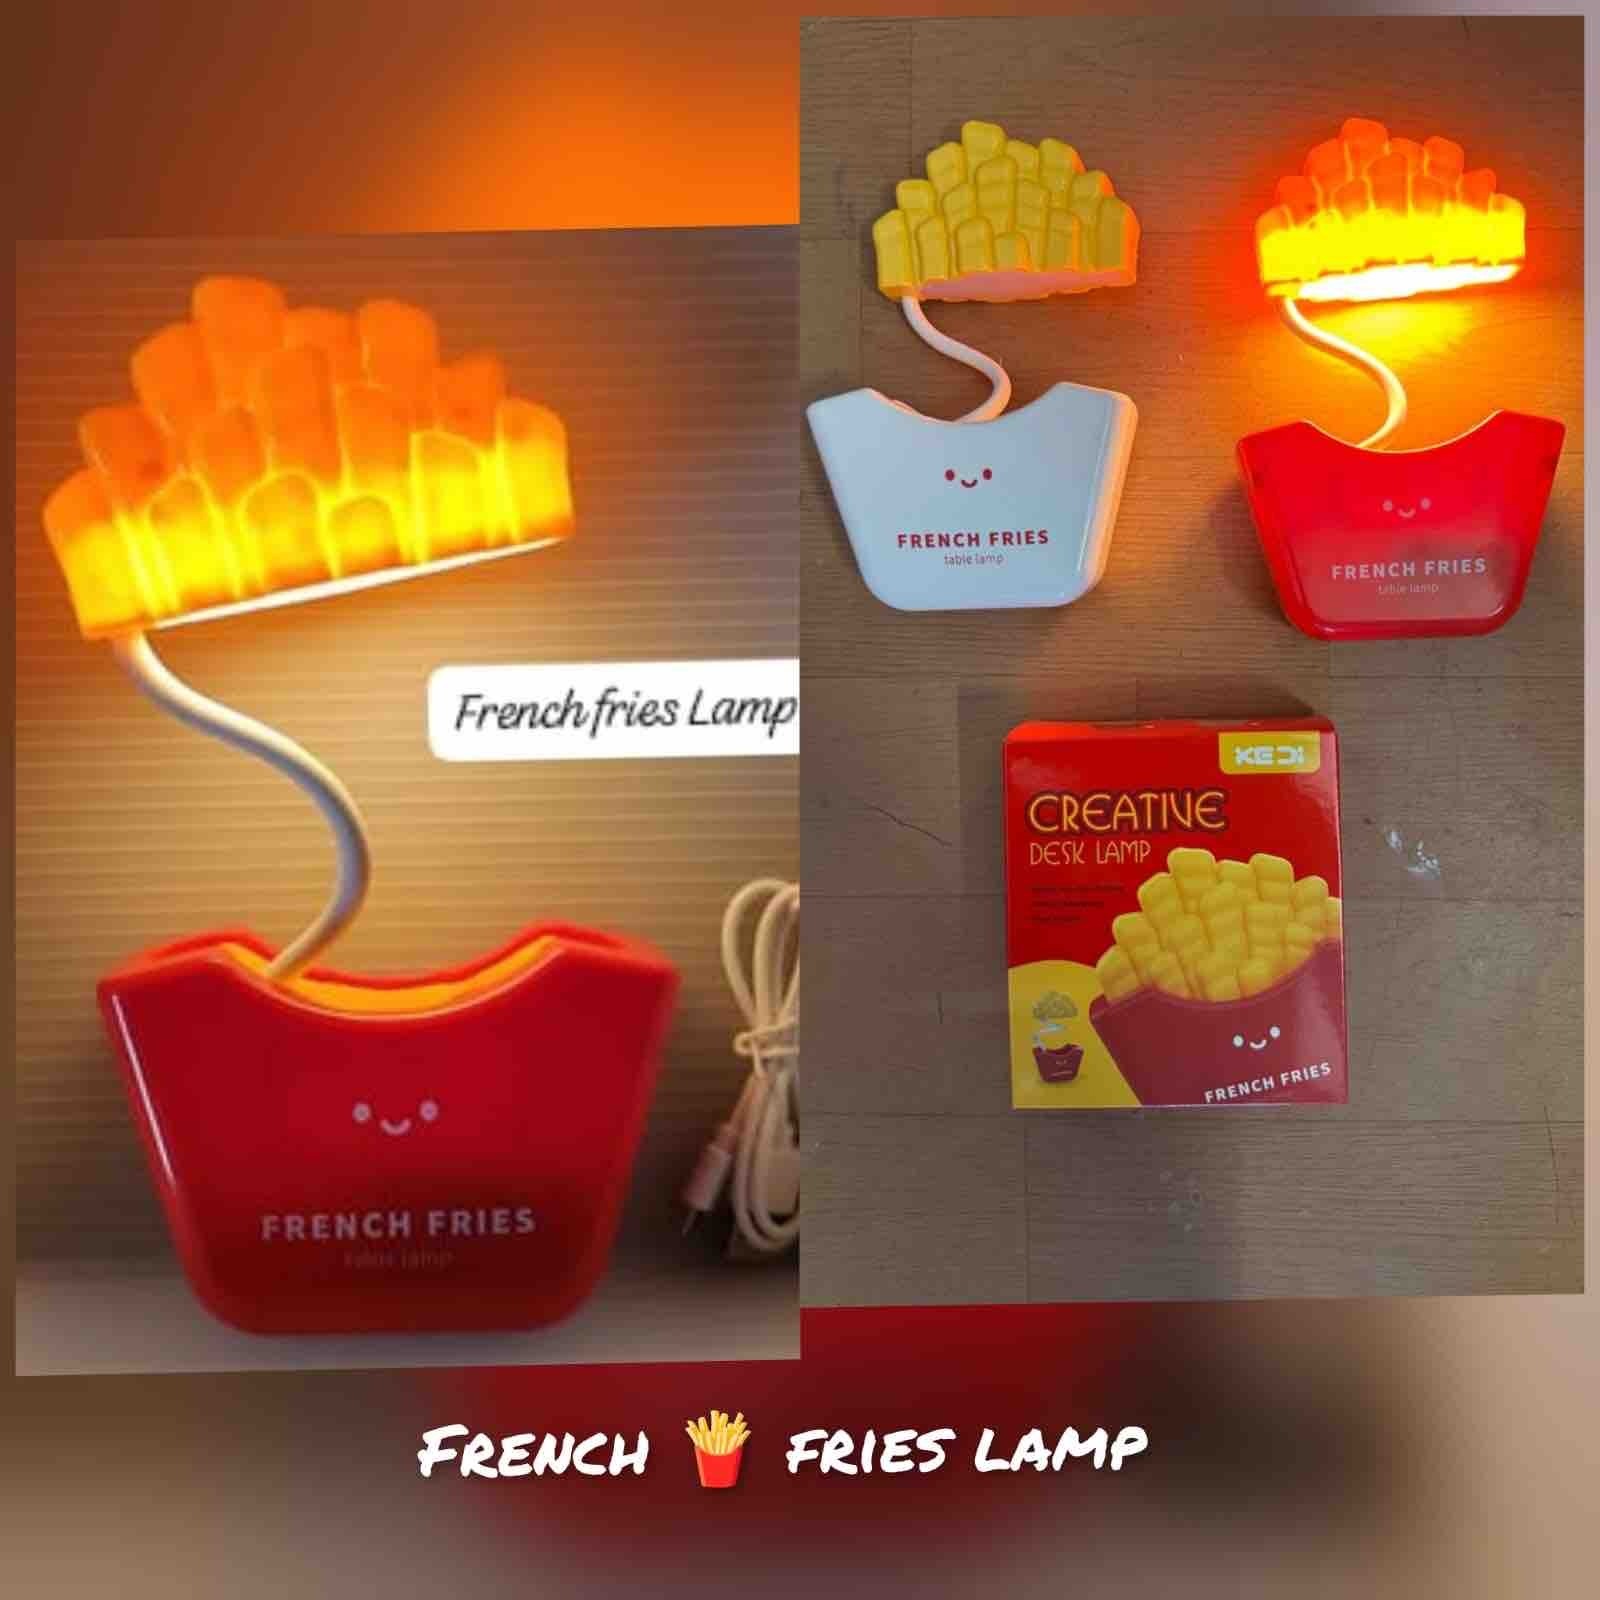 French fries Lamp
FRENCH FRIES
table lamp
FRENCH FRIES
table lamp
FRENCH FRIES
table lamp
KEDI
CREATIVE
DESK LAMP
FRENCH FRIES
FRENCH 🍟 FRIES LAMP